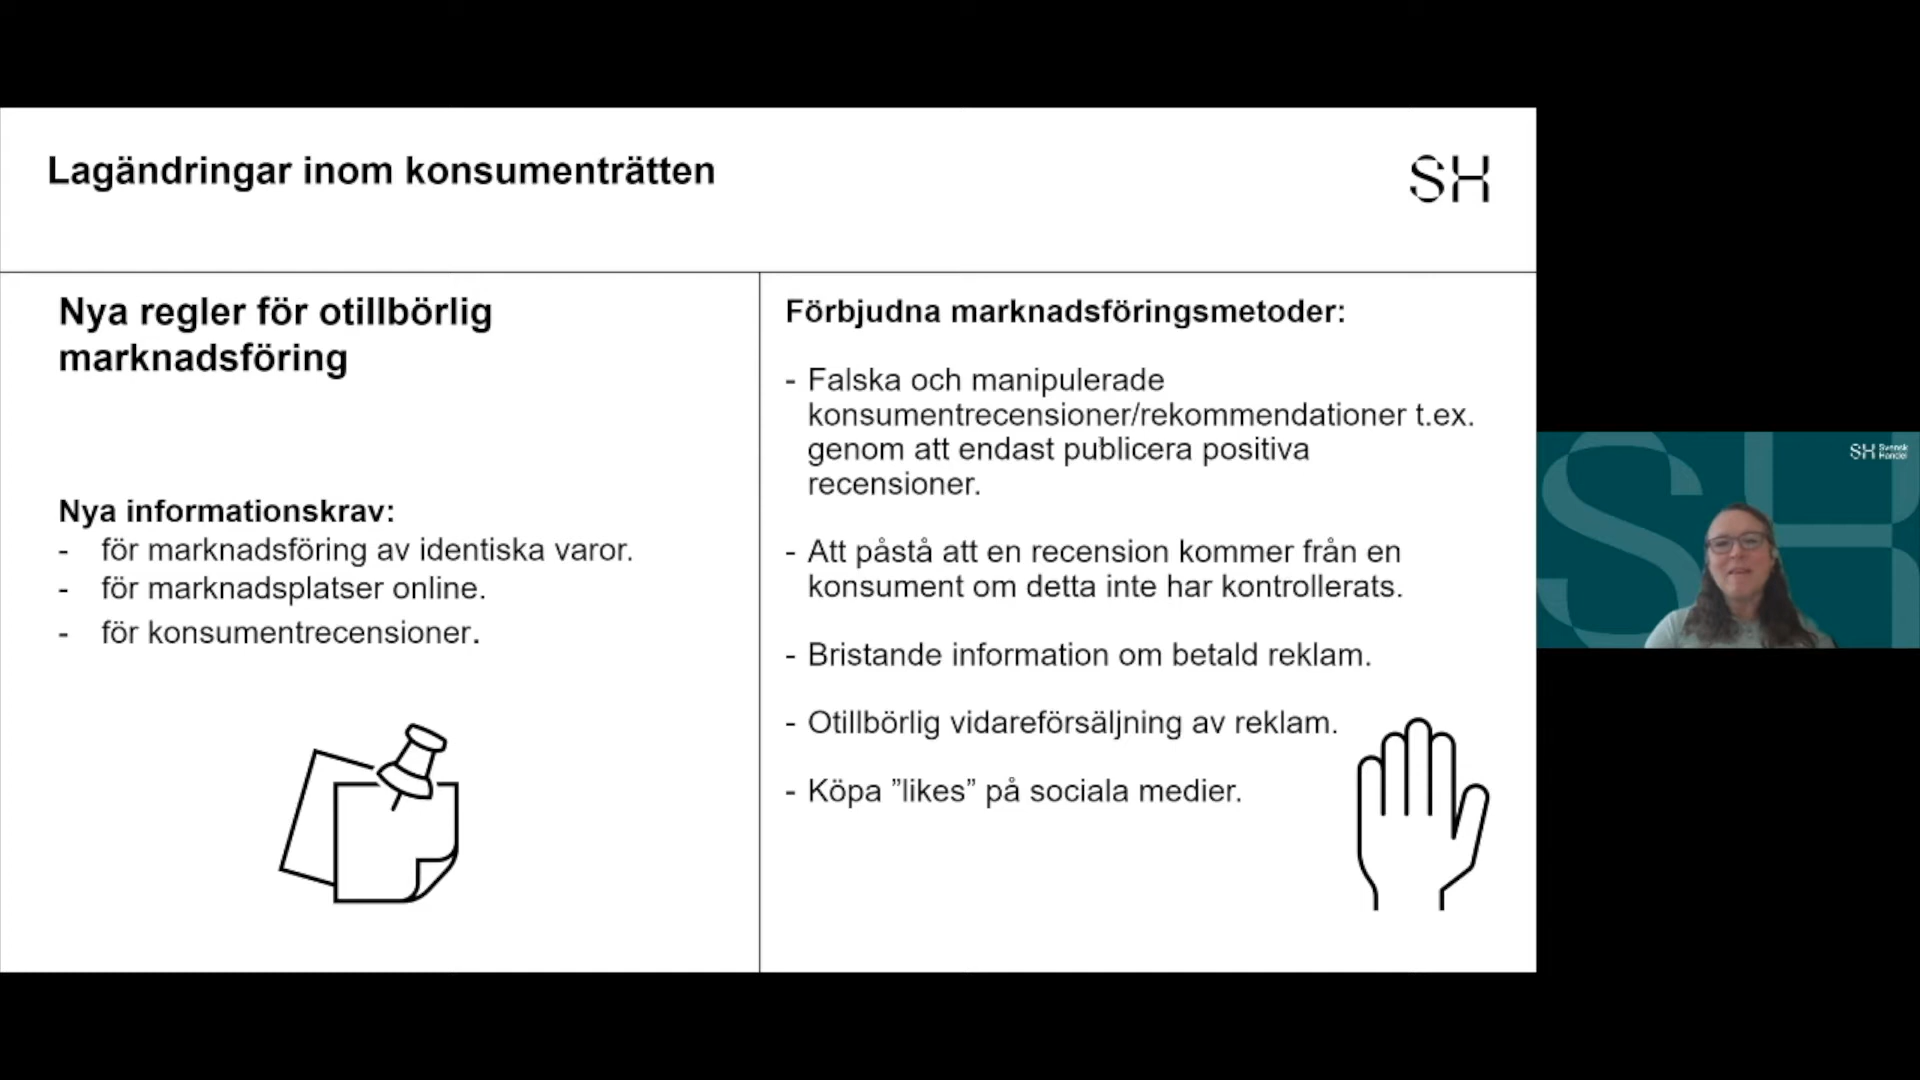 Lagändringar inom konsumenträtten
SH
Nya regler för otillbörlig
marknadsföring
Nya informationskrav:
- för marknadsföring av identiska varor.
- för marknadsplatser online.
- för konsumentrecensioner.
Förbjudna marknadsföringsmetoder:
- Falska och manipulerade
konsumentrecensioner/rekommendationer t.ex.
genom att endast publicera positiva
recensioner.
- Att påstå att en recension kommer från en
konsument om detta inte har kontrollerats.
- Bristande information om betald reklam.
- Otillbörlig vidareförsäljning av reklam.
- Köpa ”likes” på sociala medier.
SH Svensk
Handel